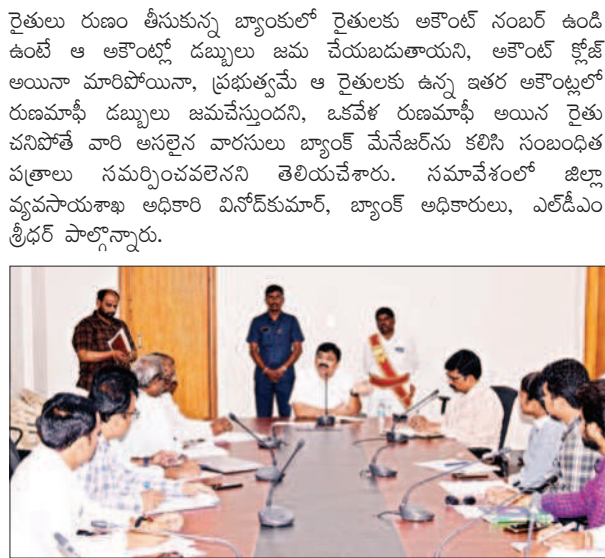 రైతులు రుణం తీసుకున్న బ్యాంకులో రైతులకు అకౌంట్ నంబర్ ఉండి
ఉంటే ఆ అకౌంట్లో డబ్బులు జమ చేయబడుతాయని, అకౌంట్ క్లోజ్
అయినా మారిపోయినా, ప్రభుత్వమే ఆ రైతులకు ఉన్న ఇతర అకౌంట్లలో
రుణమాఫీ డబ్బులు జమచేస్తుందని, ఒకవేళ రుణమాఫీ అయిన రైతు
చనిపోతే వారి అసలైన వారసులు బ్యాంక్ మేనేజర్‌ను కలిసి సంబంధిత
పత్రాలు సమర్పించవలెనని తెలియచేశారు. సమావేశంలో జిల్లా
వ్యవసాయశాఖ అధికారి వినోద్‌కుమార్, బ్యాంక్ అధికారులు, ఎల్‌డీఎం
శ్రీధర్ పాల్గొన్నారు.